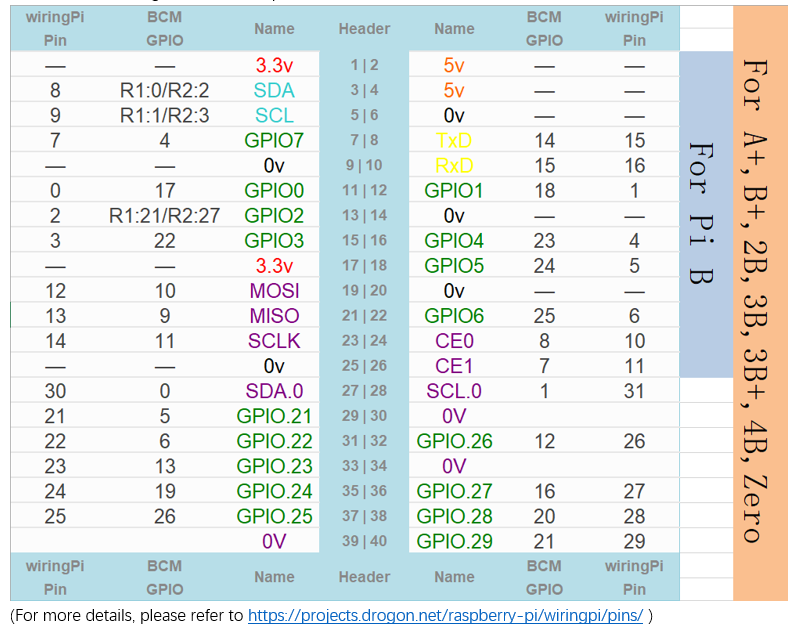 wiringPi Pin BCM GPIO Name Header Name BCM GPIO wiringPi Pin
— — 3.3v 1 | 2 5v — —
8 R1:0/R2:2 SDA 3 | 4 5v — —
9 R1:1/R2:3 SCL 5 | 6 0v — —
7 4 GPIO7 7 | 8 TxD 14 15
— — 0v 9 | 10 RxD 15 16
0 17 GPIO0 11 | 12 GPIO1 18 1
2 R1:21/R2:27 GPIO2 13 | 14 0v — —
3 22 GPIO3 15 | 16 GPIO4 23 4
— — 3.3v 17 | 18 GPIO5 24 5
12 10 MOSI 19 | 20 0v — —
13 9 MISO 21 | 22 GPIO6 25 6
14 11 SCLK 23 | 24 CE0 8 10
— — 0v 25 | 26 CE1 7 11
30 0 SDA.0 27 | 28 SCL.0 1 31
21 5 GPIO.21 29 | 30 0V
22 6 GPIO.22 31 | 32 GPIO.26 12 26
23 13 GPIO.23 33 | 34 0V
24 19 GPIO.24 35 | 36 GPIO.27 16 27
25 26 GPIO.25 37 | 38 GPIO.28 20 28
0V 39 | 40 GPIO.29 21 29
wiringPi Pin BCM GPIO Name Header Name BCM GPIO wiringPi Pin
For Pi B
For A+, B+, 2B, 3B, 3B+, 4B, Zero
(For more details, please refer to https://projects.drogon.net/raspberry-pi/wiringpi/pins/ )